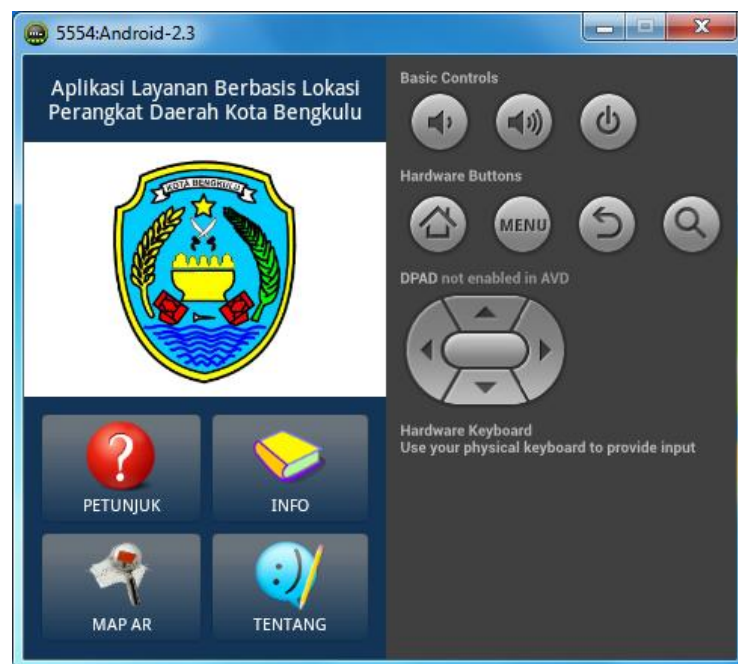 5554:Android-2.3
Aplikasi Layanan Berbasis Lokasi
Perangkat Daerah Kota Bengkulu
KOTA BENGKULU
PETUNJUK
INFO
MAP AR
TENTANG
Basic Controls
Hardware Buttons
MENU
DPAD not enabled in AVD
Hardware Keyboard
Use your physical keyboard to provide input